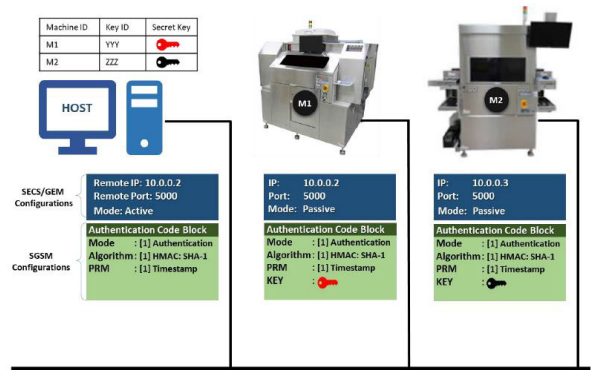 Machine ID Key ID Secret Key
M1 YYY
M2 ZZZ
HOST
M1
M2
SECS/GEM
Configurations
Remote IP: 10.0.0.2
Remote Port: 5000
Mode: Active
IP: 10.0.0.2
Port: 5000
Mode: Passive
IP: 10.0.0.3
Port: 5000
Mode: Passive
SGSM
Configurations
Authentication Code Block
Mode : [1] Authentication
Algorithm: [1] HMAC: SHA-1
PRM : [1] Timestamp
Authentication Code Block
Mode : [1] Authentication
Algorithm: [1] HMAC: SHA-1
PRM : [1] Timestamp
KEY :
Authentication Code Block
Mode : [1] Authentication
Algorithm: [1] HMAC: SHA-1
PRM : [1] Timestamp
KEY :